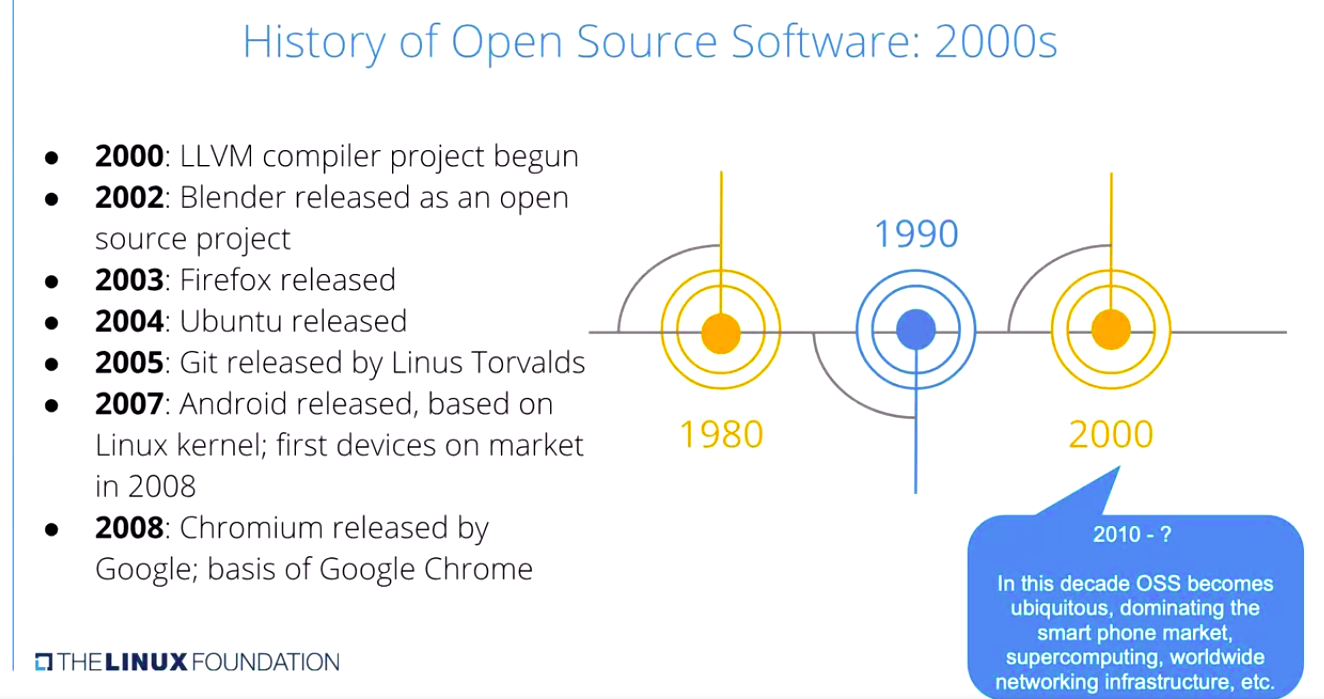 History of Open Source Software: 2000s
● 2000: LLVM compiler project begun
● 2002: Blender released as an open
source project
● 2003: Firefox released
● 2004: Ubuntu released
● 2005: Git released by Linus Torvalds
● 2007: Android released, based on
Linux kernel; first devices on market
in 2008
● 2008: Chromium released by
Google; basis of Google Chrome
1980
1990
2000
2010 - ?
In this decade OSS becomes
ubiquitous, dominating the
smart phone market,
supercomputing, worldwide
networking infrastructure, etc.
THE LINUX FOUNDATION